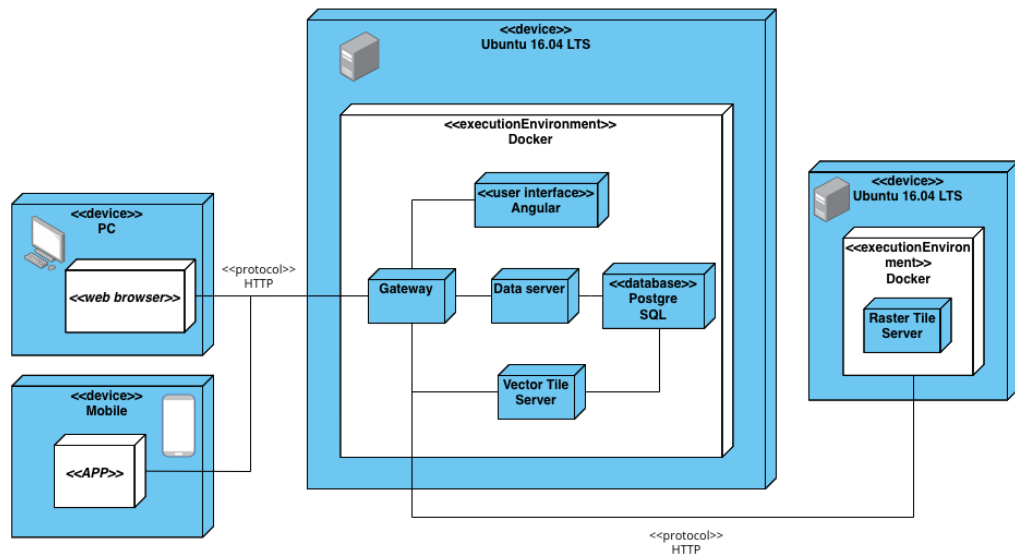 <<device>>
Ubuntu 16.04 LTS
<<executionEnvironment>>
Docker
<<user interface>>
Angular
Gateway
Data server
<<database>>
Postgre
SQL
Vector Tile
Server
<<device>>
PC
<<web browser>>
<<protocol>>
HTTP
<<device>>
Mobile
<<APP>>
<<device>>
Ubuntu 16.04 LTS
<<executionEnviron
ment>>
Docker
Raster Tile
Server
<<protocol>>
HTTP